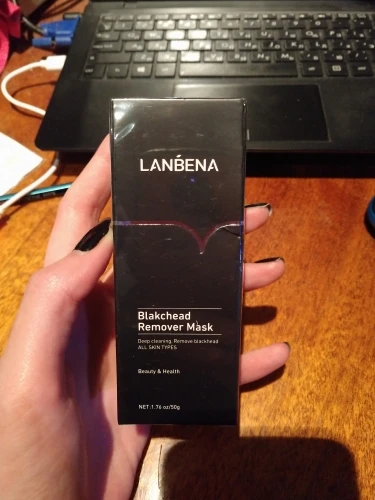 LANBENA
Blakchead
Remover Mask
Deep cleaning. Remove blackhead
ALL SKIN TYPES
Beauty & Health
NET:1.76 oz/50g